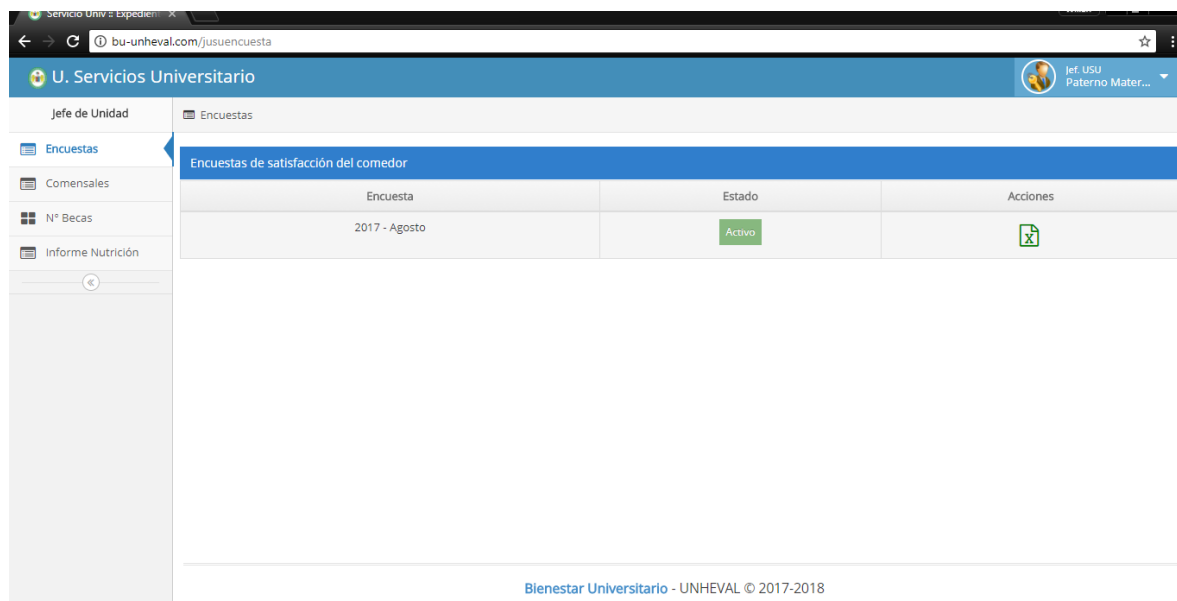 Servicio Univ :: Expedient
bu-unheval.com/jusuencuesta
U. Servicios Universitario
Jef. USU
Paterno Mater...
Jefe de Unidad
Encuestas
Encuestas
Comensales
N° Becas
Informe Nutrición
Encuestas de satisfacción del comedor
Encuesta Estado Acciones
2017 - Agosto Activo
Bienestar Universitario - UNHEVAL © 2017-2018